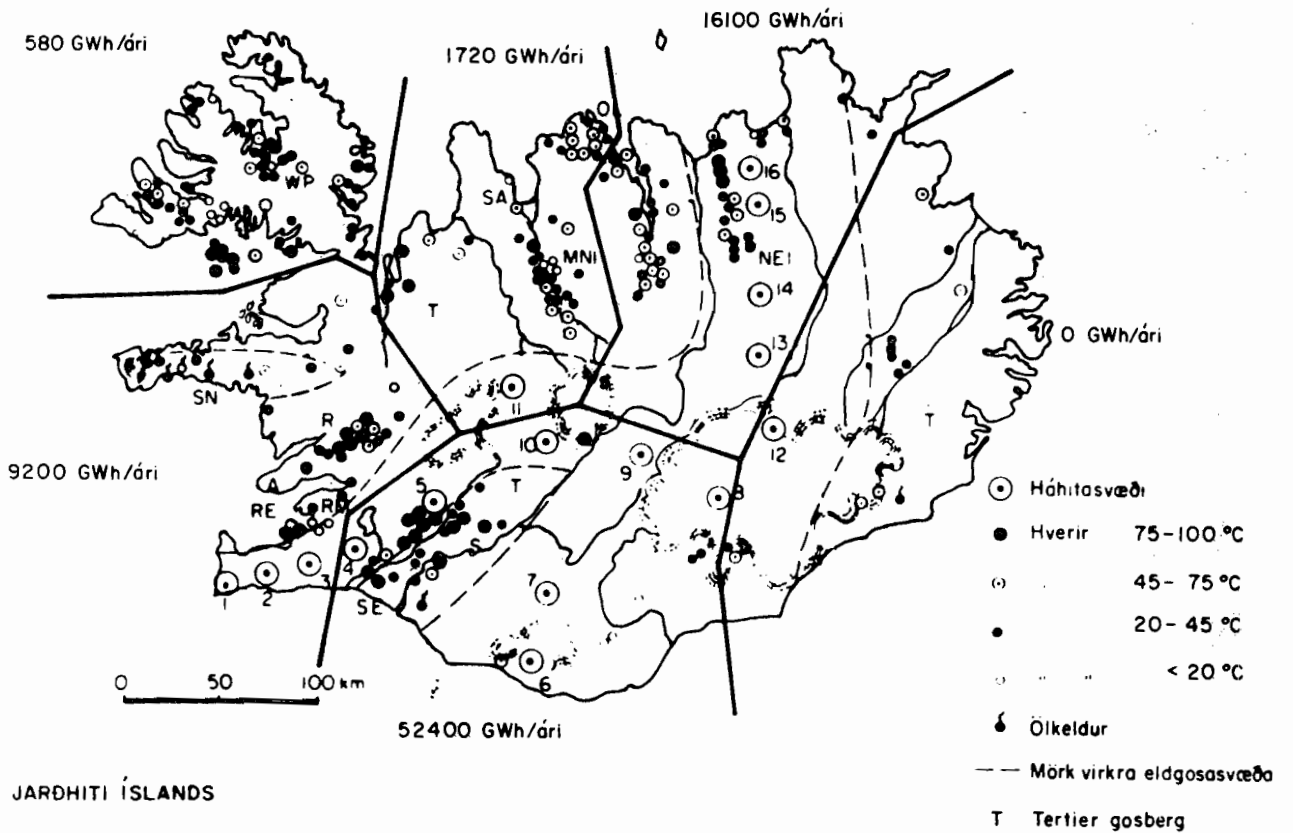 580 GWh/ári
1720 GWh/ári
16100 GWh/ári
O
WP
SA
MNI
NEI
16
15
14
13
T
SN
11
R
10
9
12
T
0 GWh/ári
9200 GWh/ári
A
RE
RM
5
T
8
S
4
3
2
1
SE
7
6
0 50 100 km
52400 GWh/ári
Háhitasvæði
Hverir 75-100 °C
45-75 °C
20-45 °C
" " < 20 °C
Ölkeldur
Mörk virkra eldgosasvæða
T Tertier gosberg
JARÐHITI ÍSLANDS